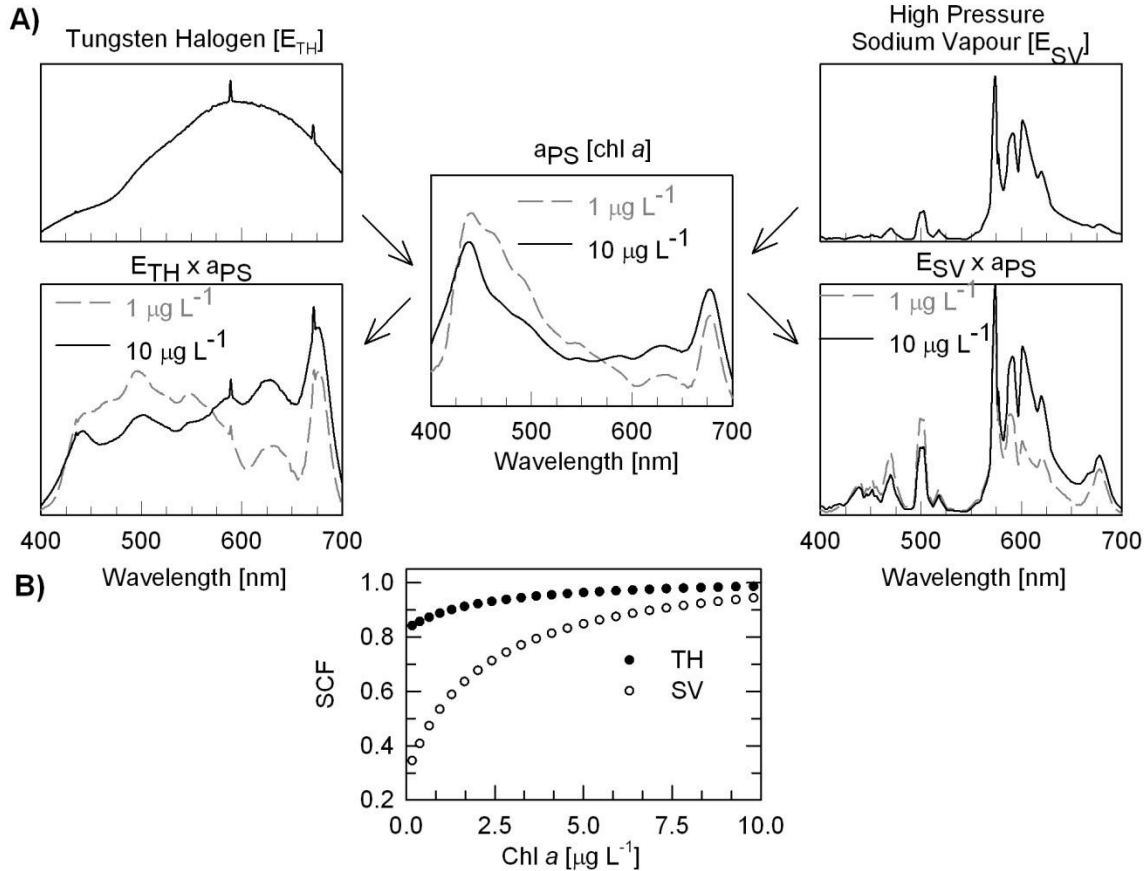 A)
Tungsten Halogen [E_TH]
High Pressure
Sodium Vapour [E_SV]
aPS [chl a]
1 μg L⁻¹
10 μg L⁻¹
400 500 600 700
Wavelength [nm]
E_TH x aPS
1 μg L⁻¹
10 μg L⁻¹
400 500 600 700
Wavelength [nm]
E_SV x aPS
1 μg L⁻¹
10 μg L⁻¹
400 500 600 700
Wavelength [nm]
B)
SCF
1.0
0.8
0.6
0.4
0.2
TH
SV
0.0 2.5 5.0 7.5 10.0
Chl a [μg L⁻¹]